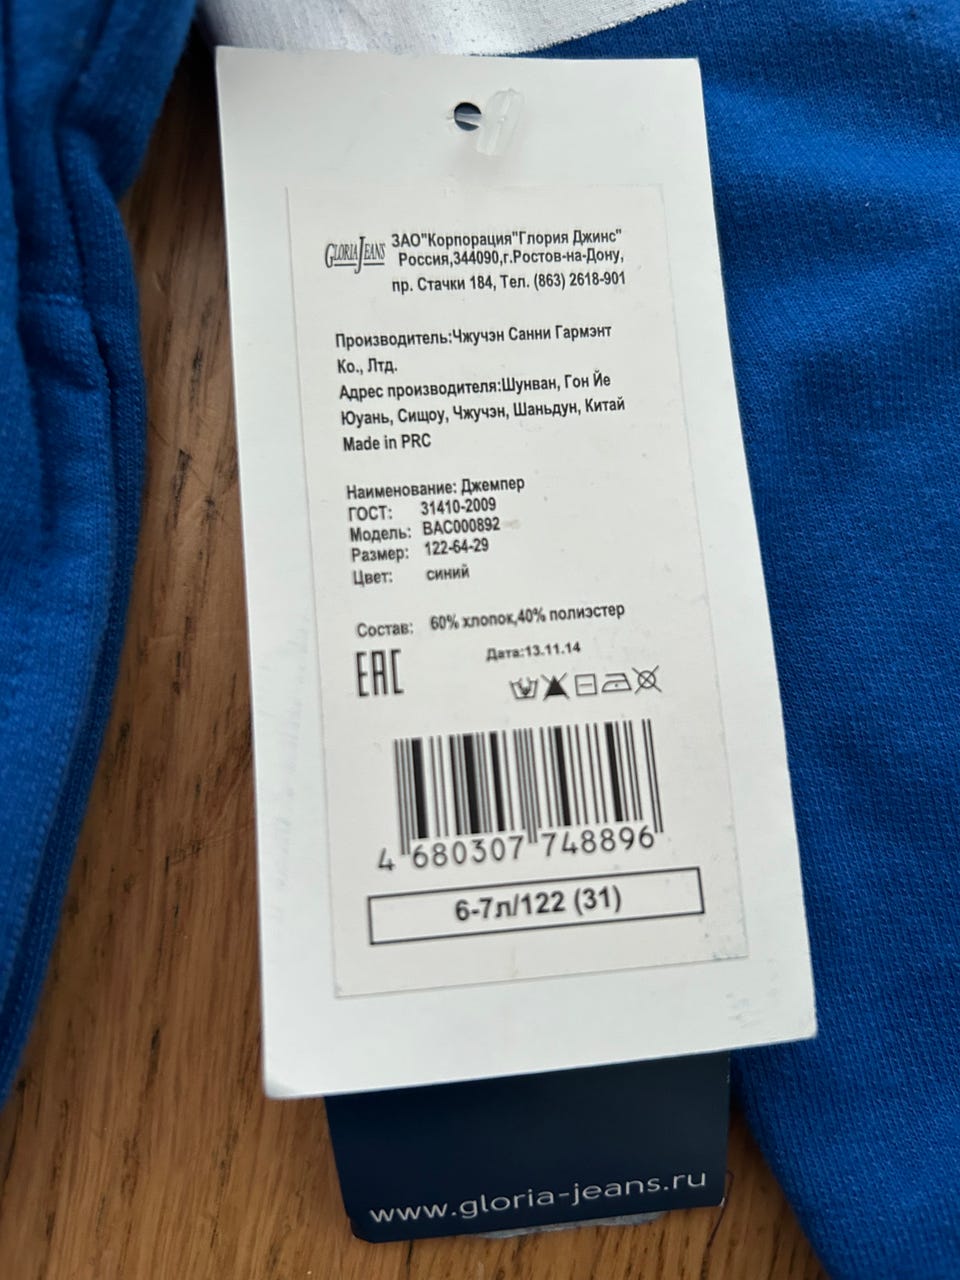 GLORIA JEANS
ЗАО"Корпорация"Глория Джинс"
Россия,344090,г.Ростов-на-Дону,
пр. Стачки 184, Тел. (863) 2618-901
Производитель:Чжучэн Санни Гармэнт
Ко., Лтд.
Адрес производителя:Шунван, Гон Йе
Юуань, Сищоу, Чжучэн, Шаньдун, Китай
Made in PRC
Наименование: Джемпер
ГОСТ: 31410-2009
Модель: BAC000892
Размер: 122-64-29
Цвет: синий
Состав: 60% хлопок,40% полиэстер
EAC
Дата:13.11.14
4 680307 748896
6-7л/122 (31)
www.gloria-jeans.ru